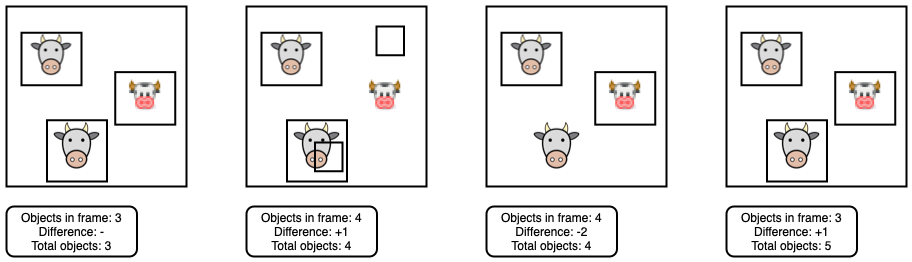 Objects in frame: 3
Difference: -
Total objects: 3
Objects in frame: 4
Difference: +1
Total objects: 4
Objects in frame: 4
Difference: -2
Total objects: 4
Objects in frame: 3
Difference: +1
Total objects: 5